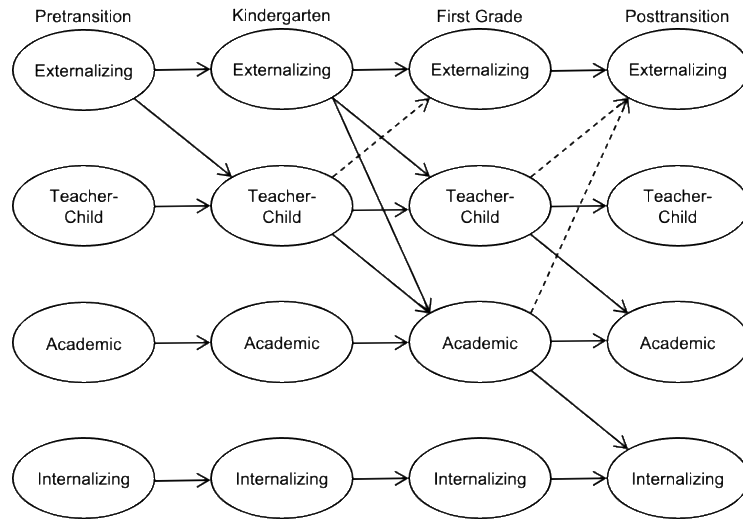 Pretransition Kindergarten First Grade Posttransition
Externalizing Externalizing Externalizing Externalizing
Teacher- Teacher- Teacher- Teacher-
Child Child Child Child
Academic Academic Academic Academic
Internalizing Internalizing Internalizing Internalizing